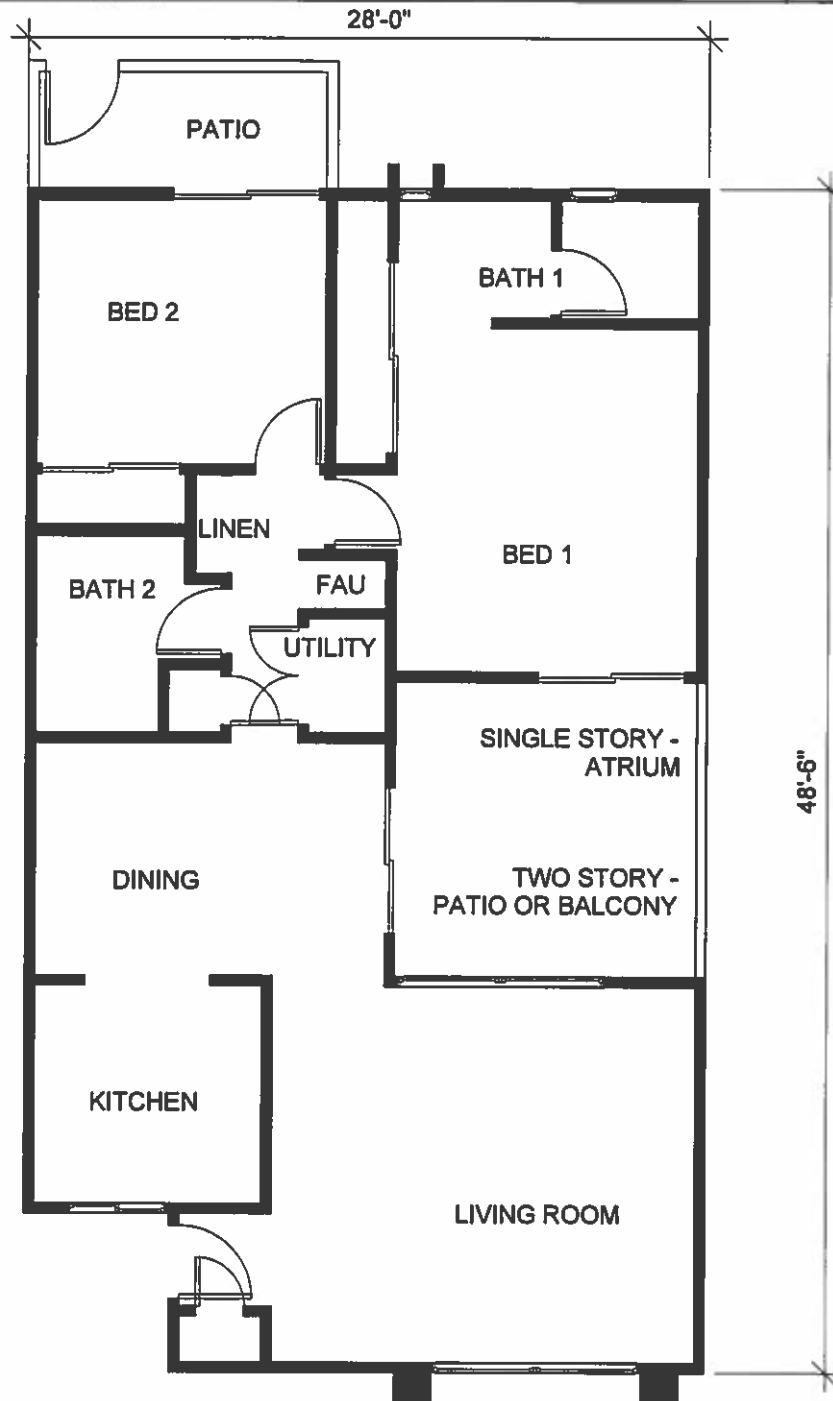 28'-0"
PATIO
BATH 1
BED 2
LINEN
BED 1
BATH 2
FAU
UTILITY
SINGLE STORY -
ATRIUM
48'-6"
DINING
TWO STORY -
PATIO OR BALCONY
KITCHEN
LIVING ROOM